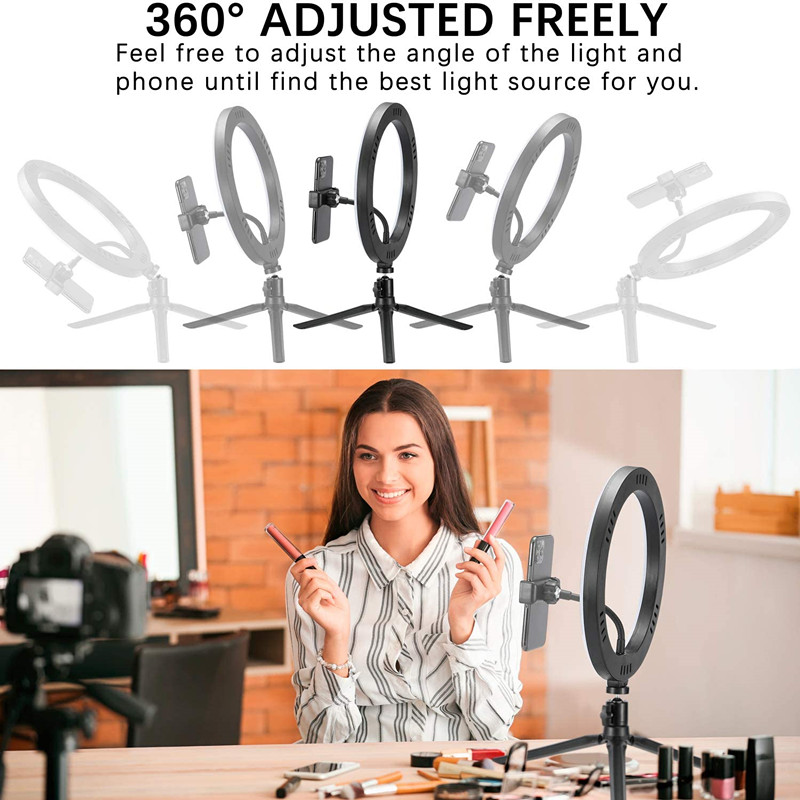 360° ADJUSTED FREELY
Feel free to adjust the angle of the light and
phone until find the best light source for you.